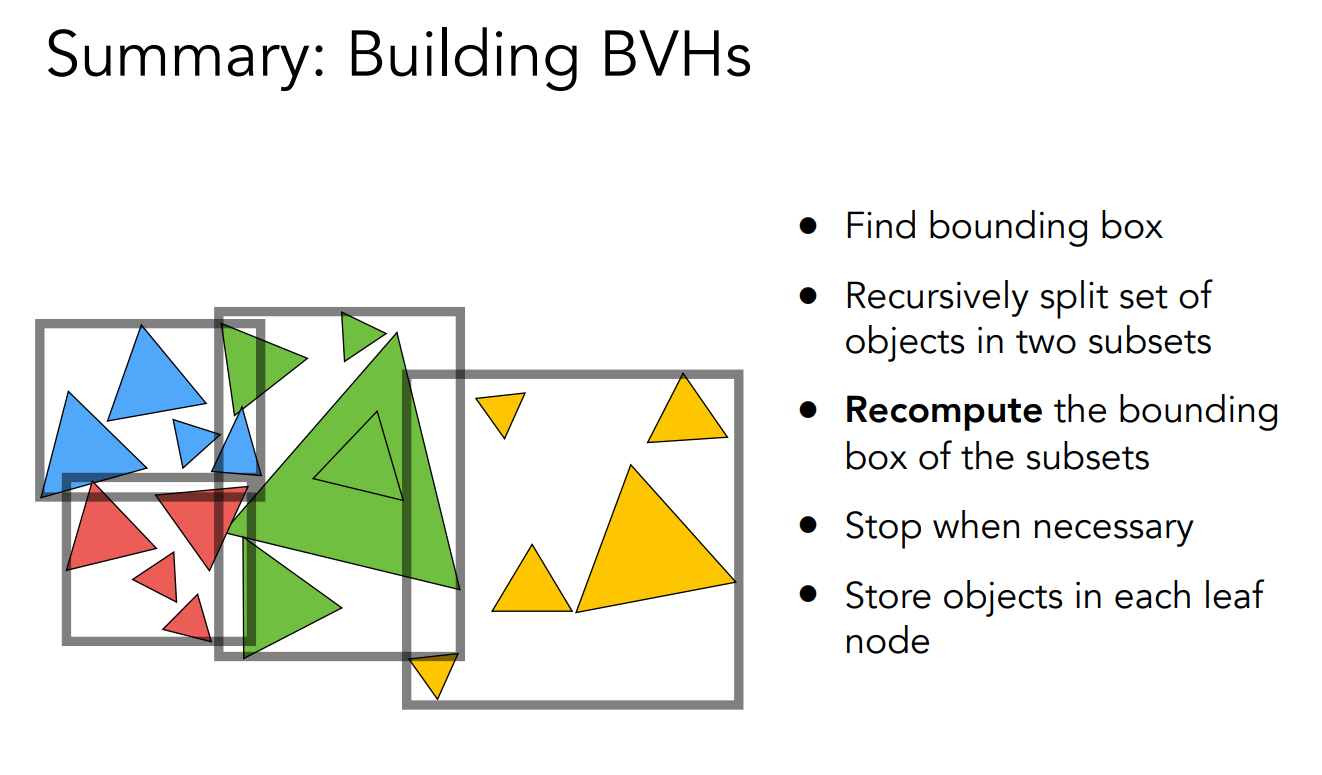 Summary: Building BVHs
● Find bounding box
● Recursively split set of
objects in two subsets
● Recompute the bounding
box of the subsets
● Stop when necessary
● Store objects in each leaf
node